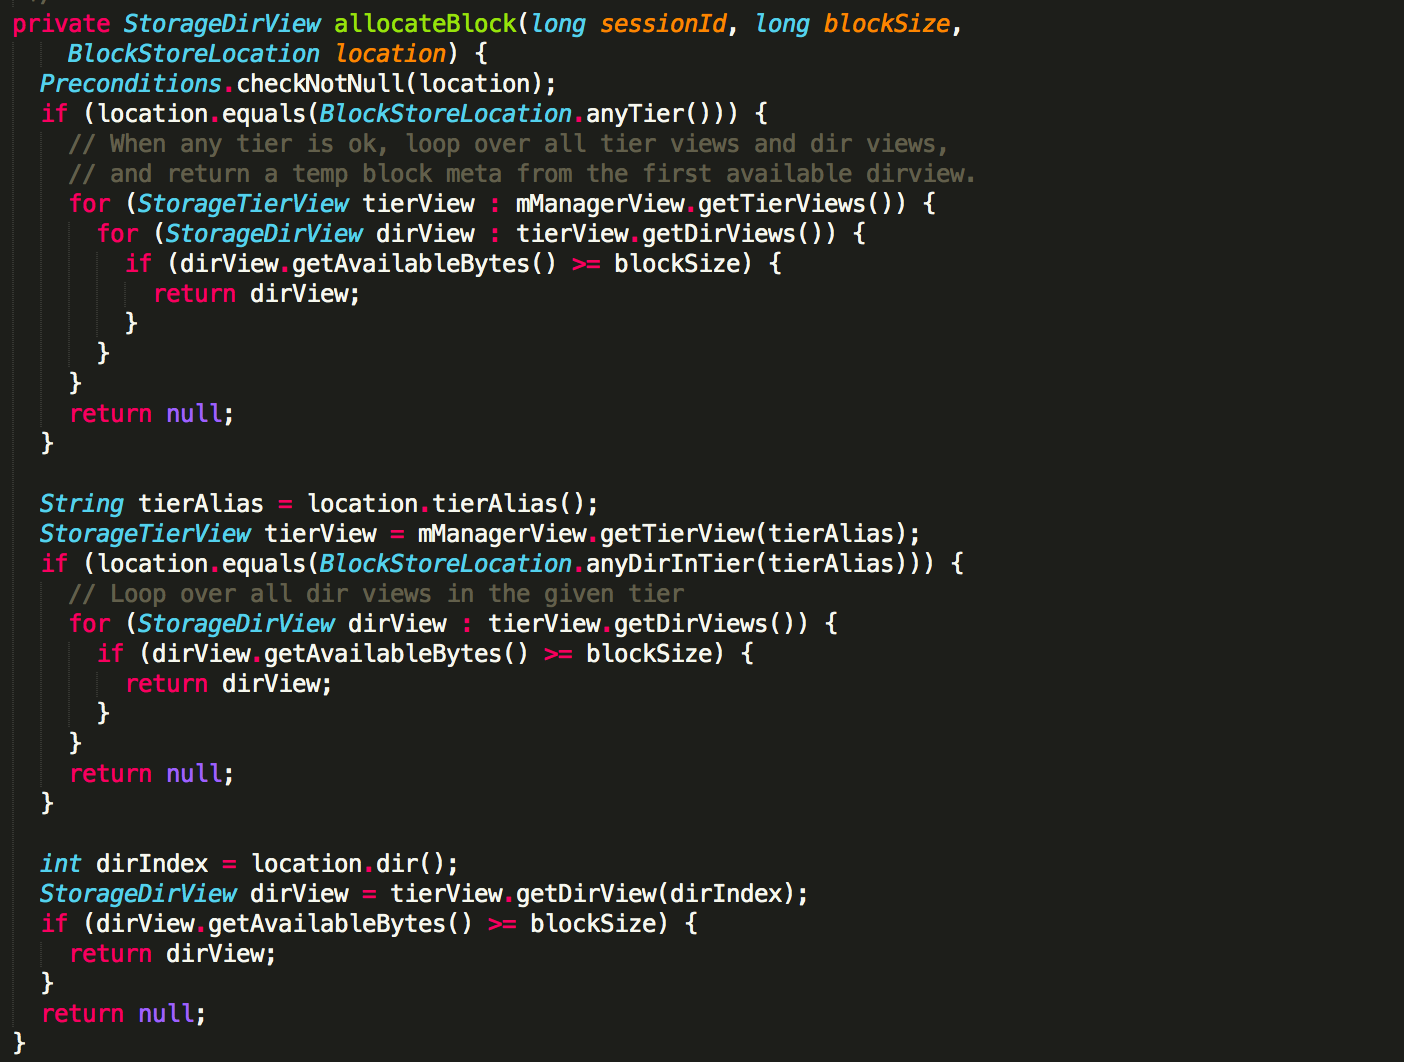 private StorageDirView allocateBlock(long sessionId, long blockSize,
    BlockStoreLocation location) {
  Preconditions.checkNotNull(location);
  if (location.equals(BlockStoreLocation.anyTier())) {
    // When any tier is ok, loop over all tier views and dir views,
    // and return a temp block meta from the first available dirview.
    for (StorageTierView tierView : mManagerView.getTierViews()) {
      for (StorageDirView dirView : tierView.getDirViews()) {
        if (dirView.getAvailableBytes() >= blockSize) {
          return dirView;
        }
      }
    }
    return null;
  }

  String tierAlias = location.tierAlias();
  StorageTierView tierView = mManagerView.getTierView(tierAlias);
  if (location.equals(BlockStoreLocation.anyDirInTier(tierAlias))) {
    // Loop over all dir views in the given tier
    for (StorageDirView dirView : tierView.getDirViews()) {
      if (dirView.getAvailableBytes() >= blockSize) {
        return dirView;
      }
    }
    return null;
  }

  int dirIndex = location.dir();
  StorageDirView dirView = tierView.getDirView(dirIndex);
  if (dirView.getAvailableBytes() >= blockSize) {
    return dirView;
  }
  return null;
}